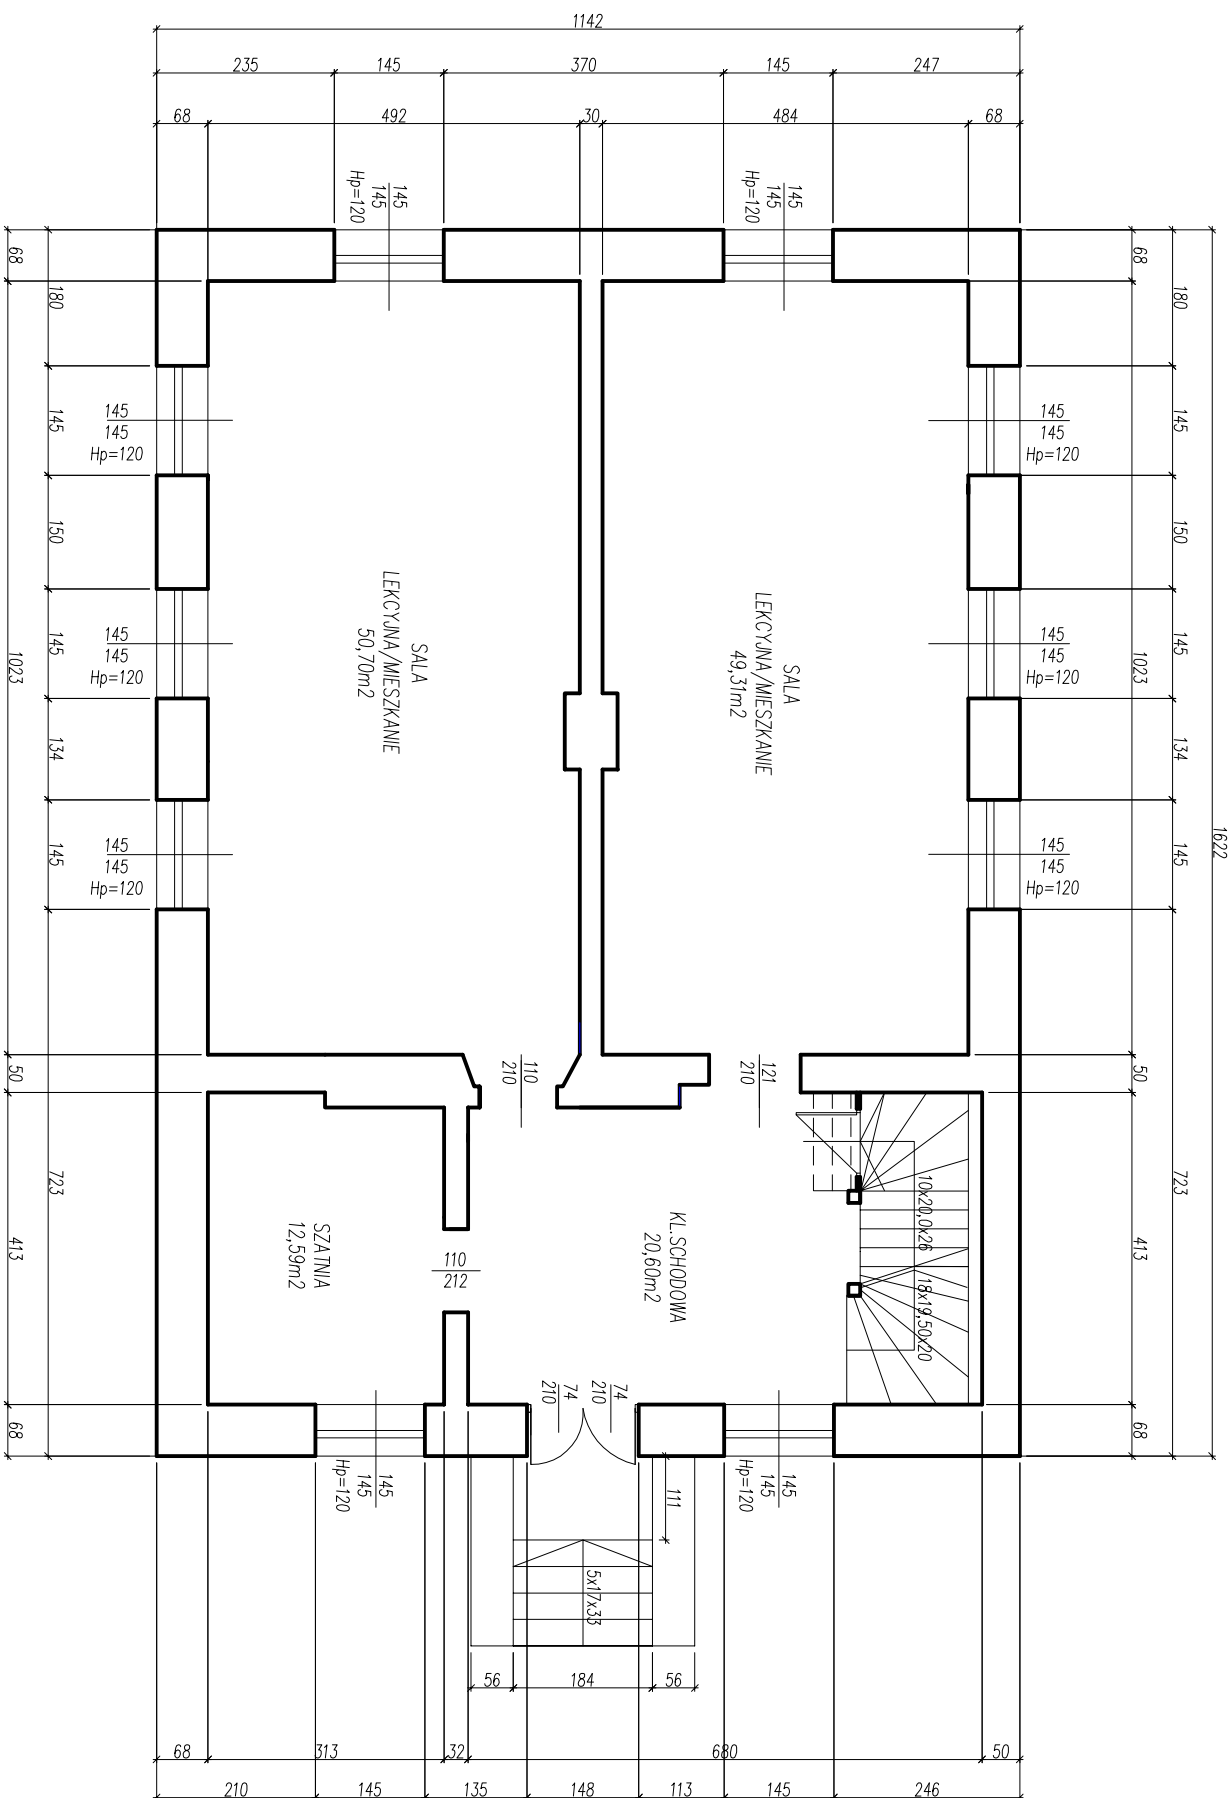 1142
235 145 370 145 247
68 492 30 484 68
145
145
Hp=120
145
145
Hp=120
68
1023
50
413
68
180
145
150
145
134
145
723
145
145
Hp=120
145
145
Hp=120
145
145
Hp=120
145
145
Hp=120
145
145
Hp=120
145
145
Hp=120
68
1023
50
413
68
180
145
150
145
134
145
723
1622
SALA
LEKCYJNA/MIESZKANIE
50,70m2
SALA
LEKCYJNA/MIESZKANIE
49,31m2
110
210
121
210
SZATNIA
12,59m2
110
212
KL.SCHODOWA
20,60m2
10x20,0x26
18x19,50x20
74
210
74
210
145
145
Hp=120
145
145
Hp=120
111
5x17x33
56 184 56
68 313 32 680 50
210 145 135 148 113 145 246